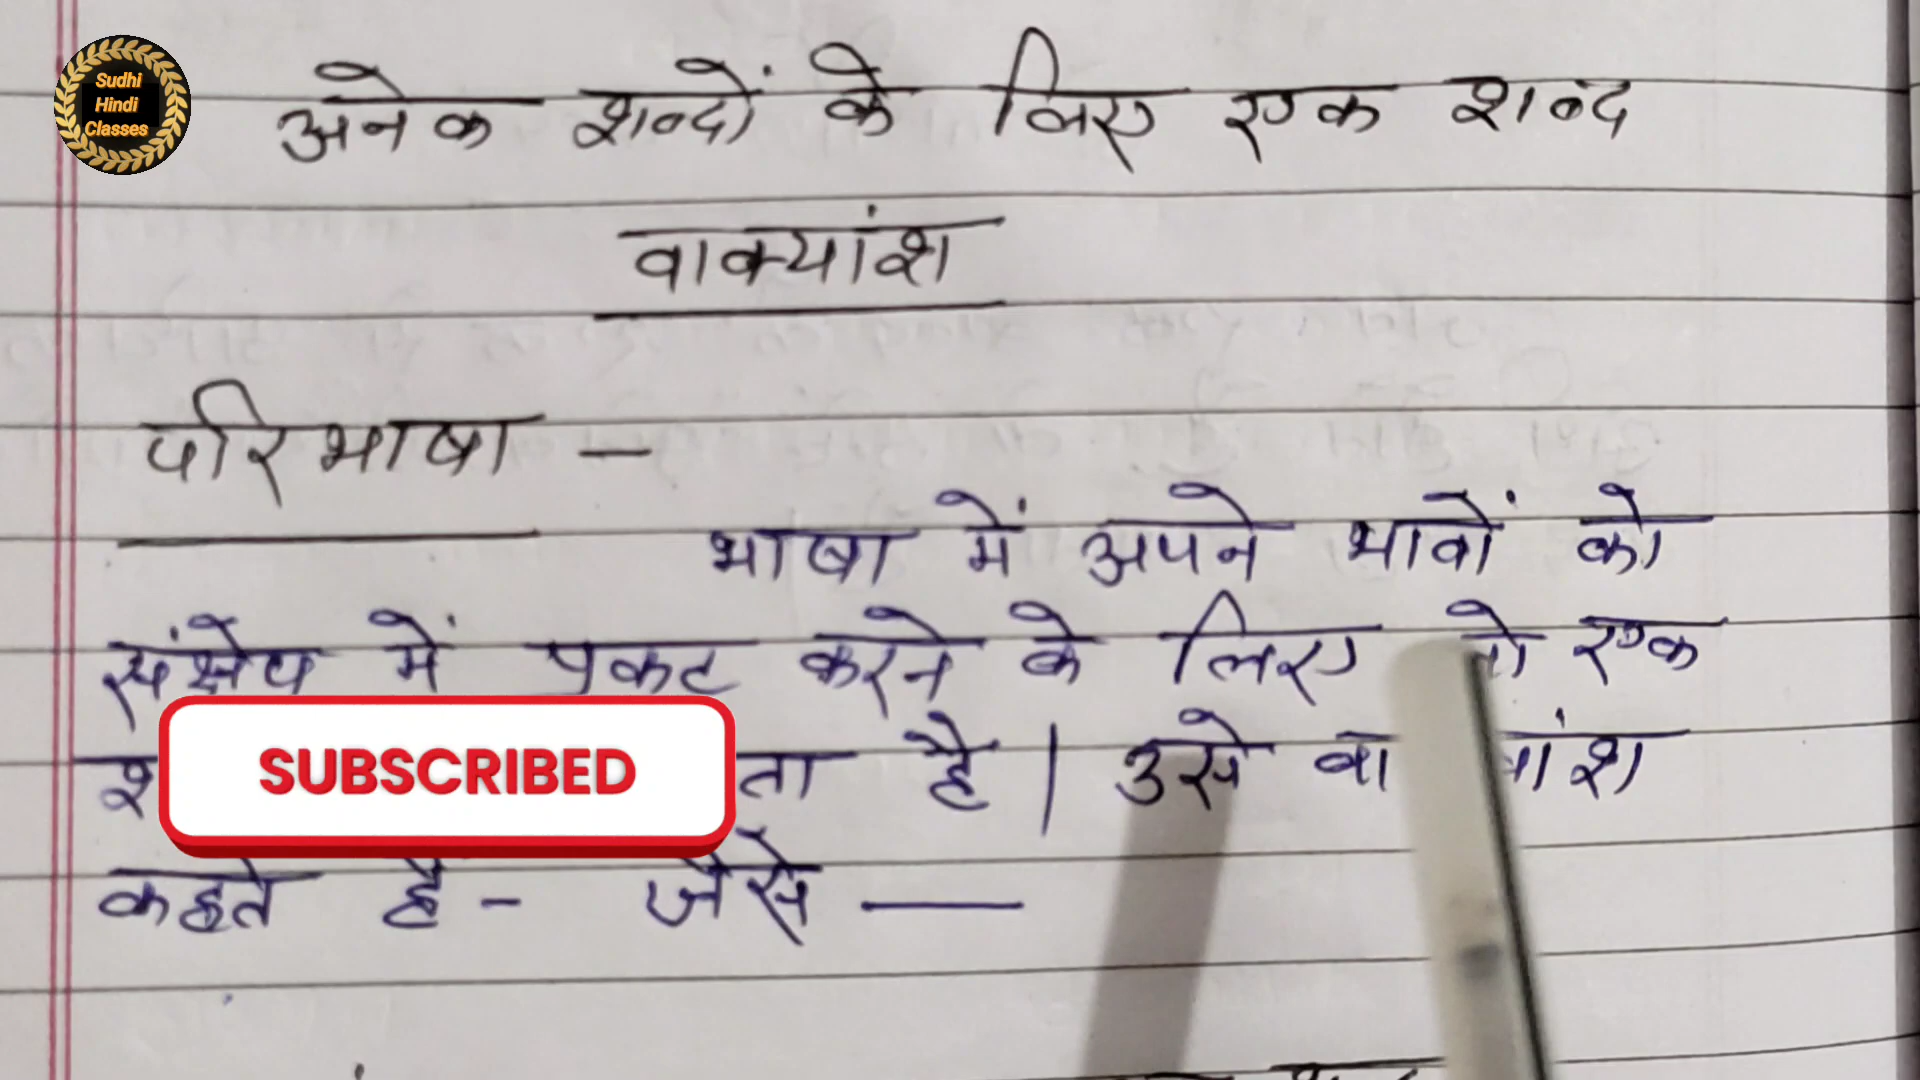 Sudhi
Hindi
Classes
अनेक शब्दों के लिए एक शब्द
वाक्यांश
परिभाषा -
भाषा में अपने भावों को
संक्षेप में प्रकट करने के लिए एक
है। उसे
कहते है - जैसे —
SUBSCRIBED